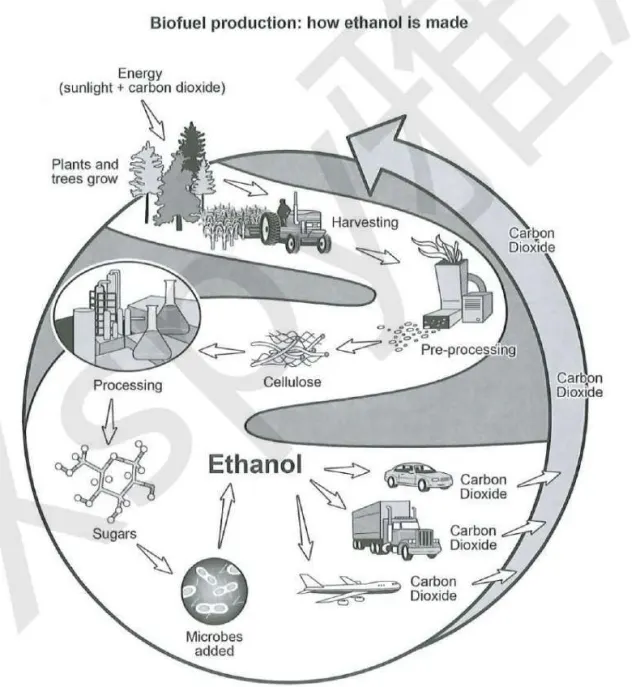 Biofuel production: how ethanol is made
Energy
(sunlight + carbon dioxide)
Plants and
trees grow
Harvesting
Carbon
Dioxide
Pre-processing
Cellulose
Processing
Carbon
Dioxide
Ethanol
Sugars
Microbes
added
Carbon
Dioxide
Carbon
Dioxide
Carbon
Dioxide